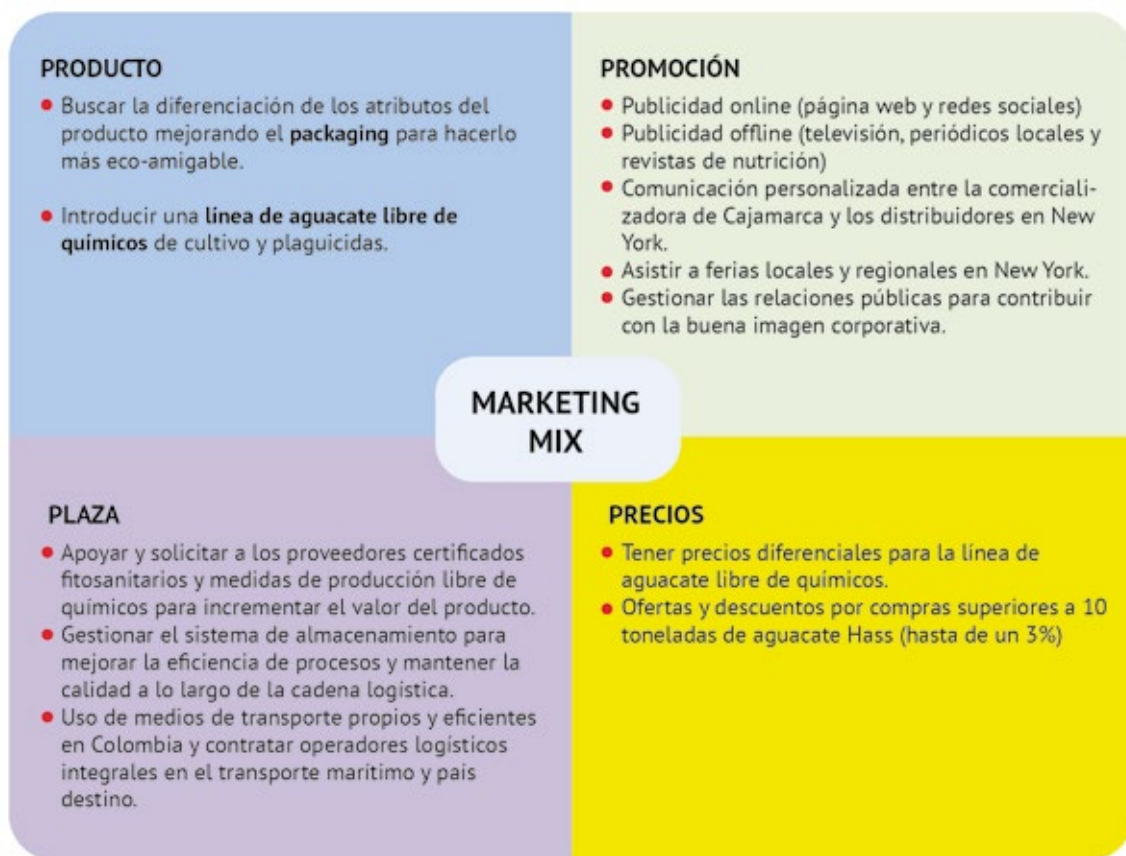 PRODUCTO
• Buscar la diferenciación de los atributos del
producto mejorando el packaging para hacerlo
más eco-amigable.
• Introducir una línea de aguacate libre de
químicos de cultivo y plaguicidas.
PROMOCIÓN
• Publicidad online (página web y redes sociales)
• Publicidad offline (televisión, periódicos locales y
revistas de nutrición)
• Comunicación personalizada entre la comerciali-
zadora de Cajamarca y los distribuidores en New
York.
• Asistir a ferias locales y regionales en New York.
• Gestionar las relaciones públicas para contribuir
con la buena imagen corporativa.
MARKETING
MIX
PLAZA
• Apoyar y solicitar a los proveedores certificados
fitosanitarios y medidas de producción libre de
químicos para incrementar el valor del producto.
• Gestionar el sistema de almacenamiento para
mejorar la eficiencia de procesos y mantener la
calidad a lo largo de la cadena logística.
• Uso de medios de transporte propios y eficientes
en Colombia y contratar operadores logísticos
integrales en el transporte marítimo y país
destino.
PRECIOS
• Tener precios diferenciales para la línea de
aguacate libre de químicos.
• Ofertas y descuentos por compras superiores a 10
toneladas de aguacate Hass (hasta de un 3%)